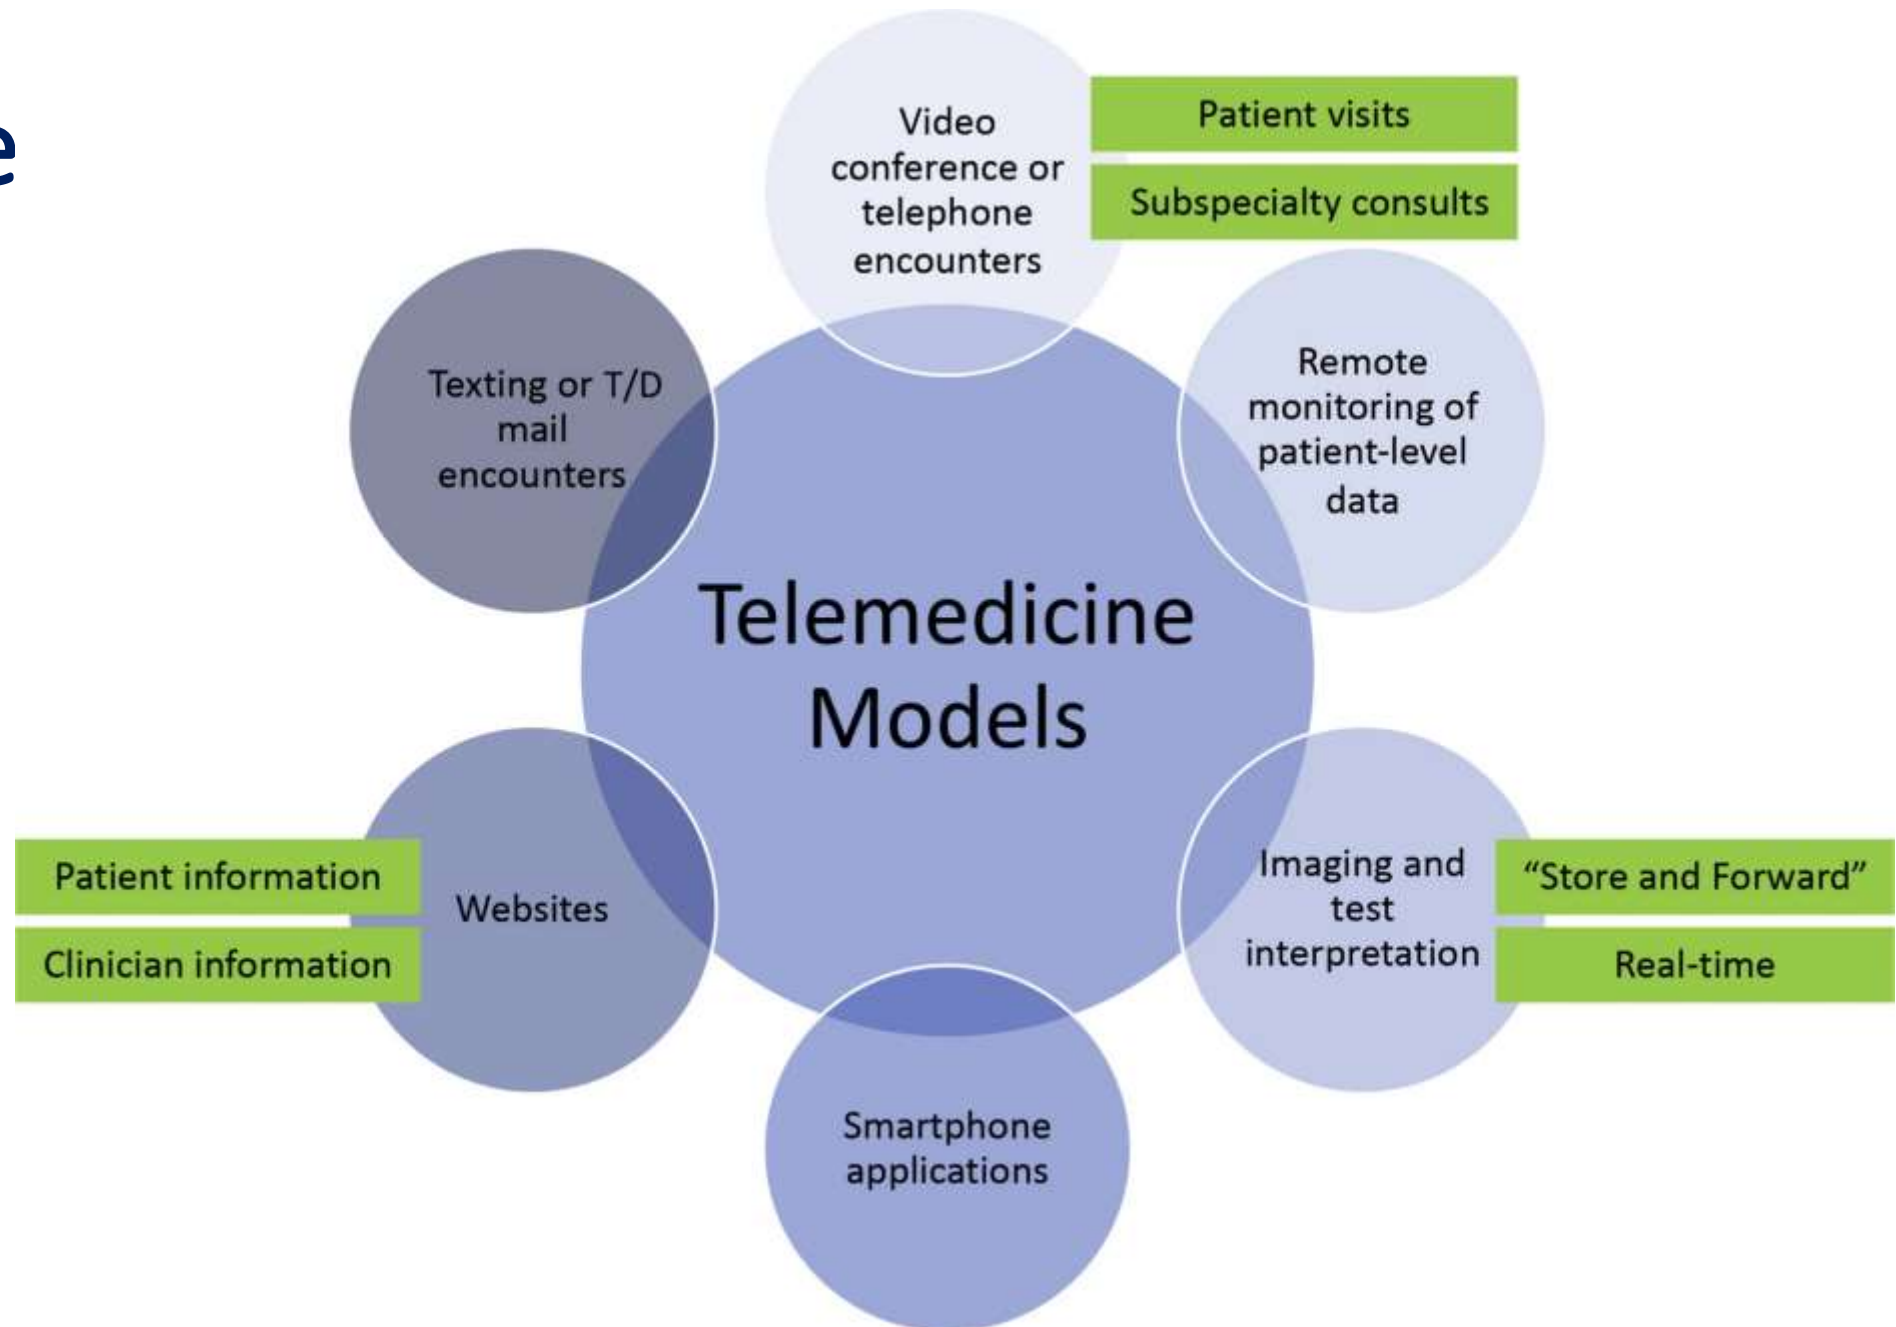 e
Video
conference or
telephone
encounters
Patient visits
Subspecialty consults
Remote
monitoring of
patient-level
data
Imaging and
test
interpretation
“Store and Forward”
Real-time
Smartphone
applications
Websites
Patient information
Clinician information
Texting or T/D
mail
encounters
Telemedicine
Models